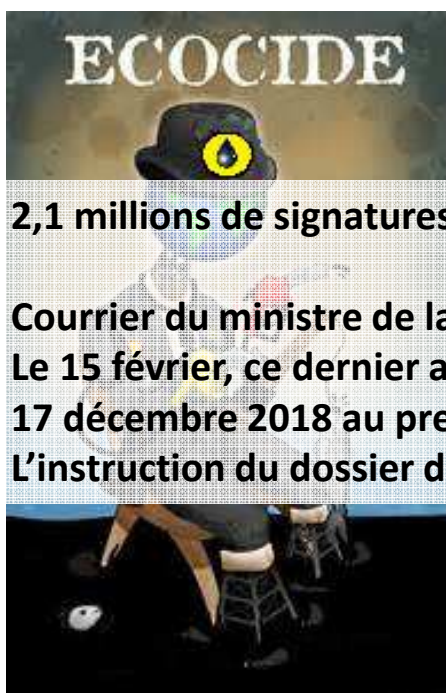 ECOCIDE
2,1 millions de signatures
Courrier du ministre de la
Le 15 février, ce dernier a
17 décembre 2018 au pre
L’instruction du dossier d